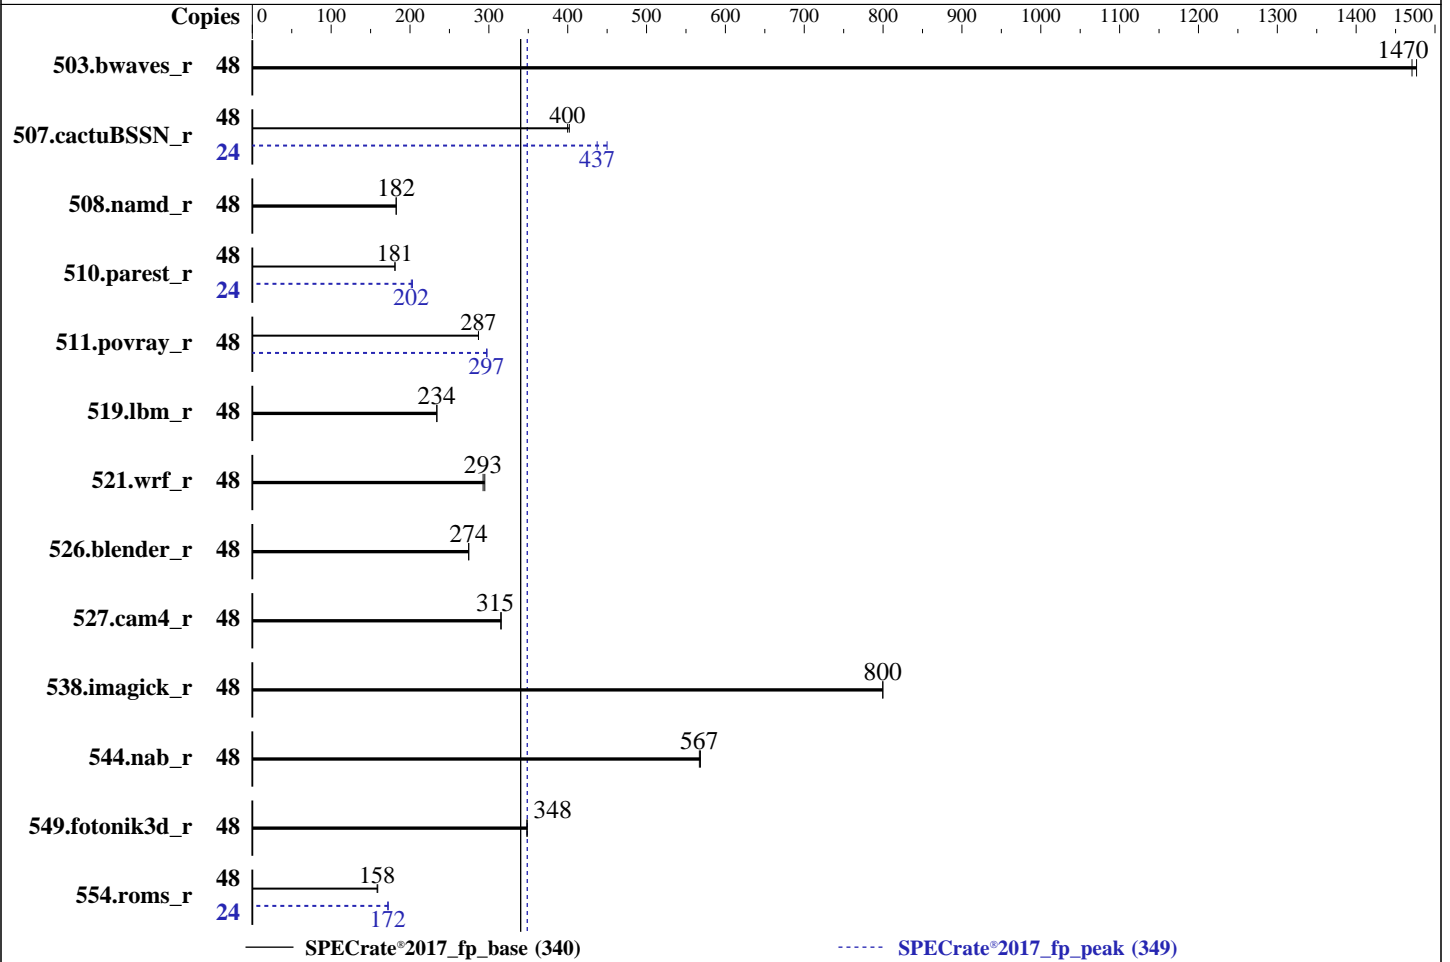 Copies 0 100 200 300 400 500 600 700 800 900 1000 1100 1200 1300 1400 1500
503.bwaves_r 48 1470
507.cactuBSSN_r 48 400
24 437
508.namd_r 48 182
510.parest_r 48 181
24 202
511.povray_r 48 287
297
519.lbm_r 48 234
521.wrf_r 48 293
526.blender_r 48 274
527.cam4_r 48 315
538.imagick_r 48 800
544.nab_r 48 567
549.fotonik3d_r 48 348
554.roms_r 48 158
24 172
SPECrate®2017_fp_base (340) SPECrate®2017_fp_peak (349)